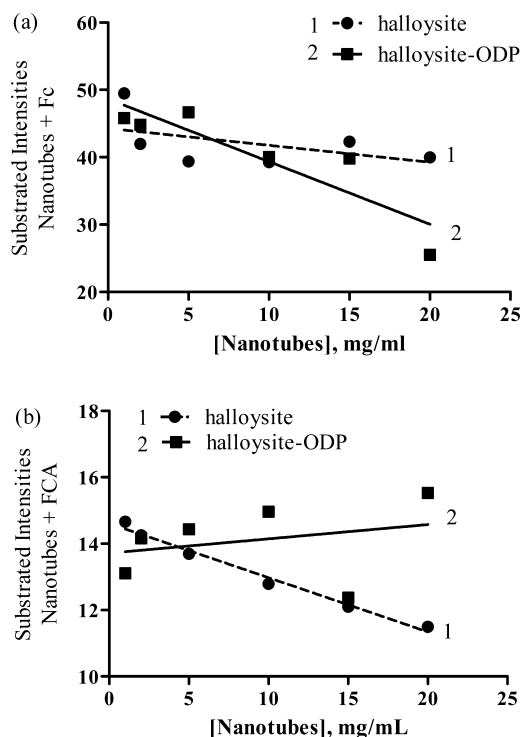 (a)
1 halloysite
2 halloysite-ODP
Substrated Intensities
Nanotubes + Fc
60
50
40
30
20
1
2
0 5 10 15 20 25
[Nanotubes], mg/ml
(b)
1 halloysite
2 halloysite-ODP
Substrated Intensities
Nanotubes + FCA
18
16
14
12
10
2
1
0 5 10 15 20 25
[Nanotubes], mg/mL